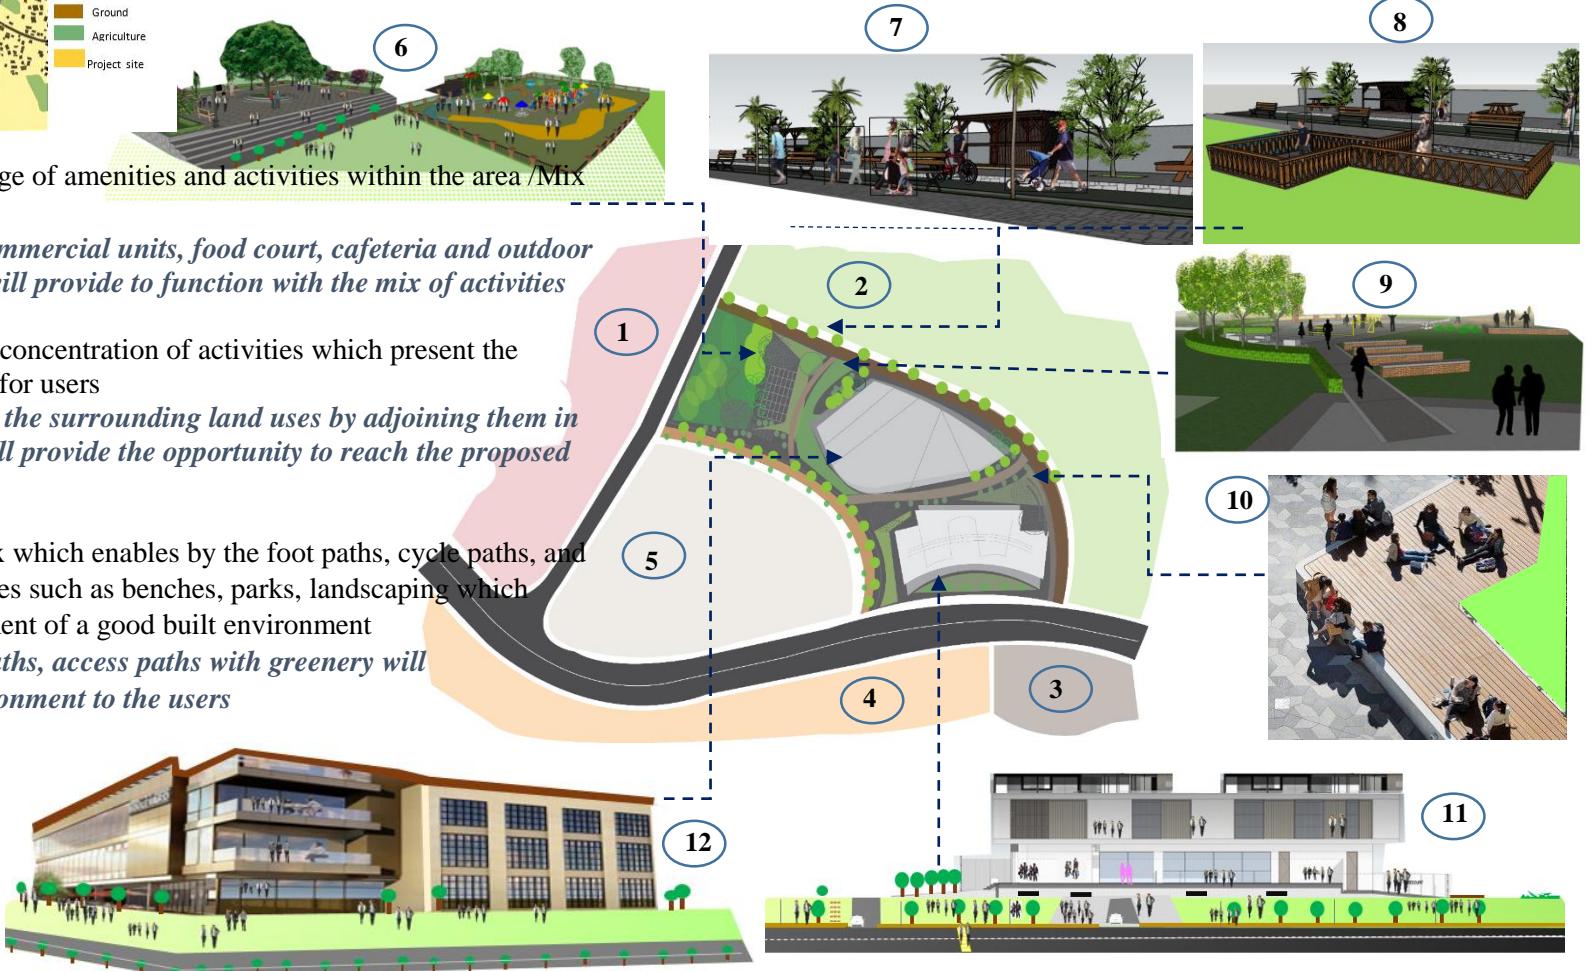 Ground
Agriculture
Project site
6
7
8
ge of amenities and activities within the area /Mix
mmercial units, food court, cafeteria and outdoor
will provide to function with the mix of activities
concentration of activities which present the
for users
the surrounding land uses by adjoining them in
ll provide the opportunity to reach the proposed
k which enables by the foot paths, cycle paths, and
es such as benches, parks, landscaping which
nent of a good built environment
aths, access paths with greenery will
onment to the users
1
2
9
10
5
4
3
12
11